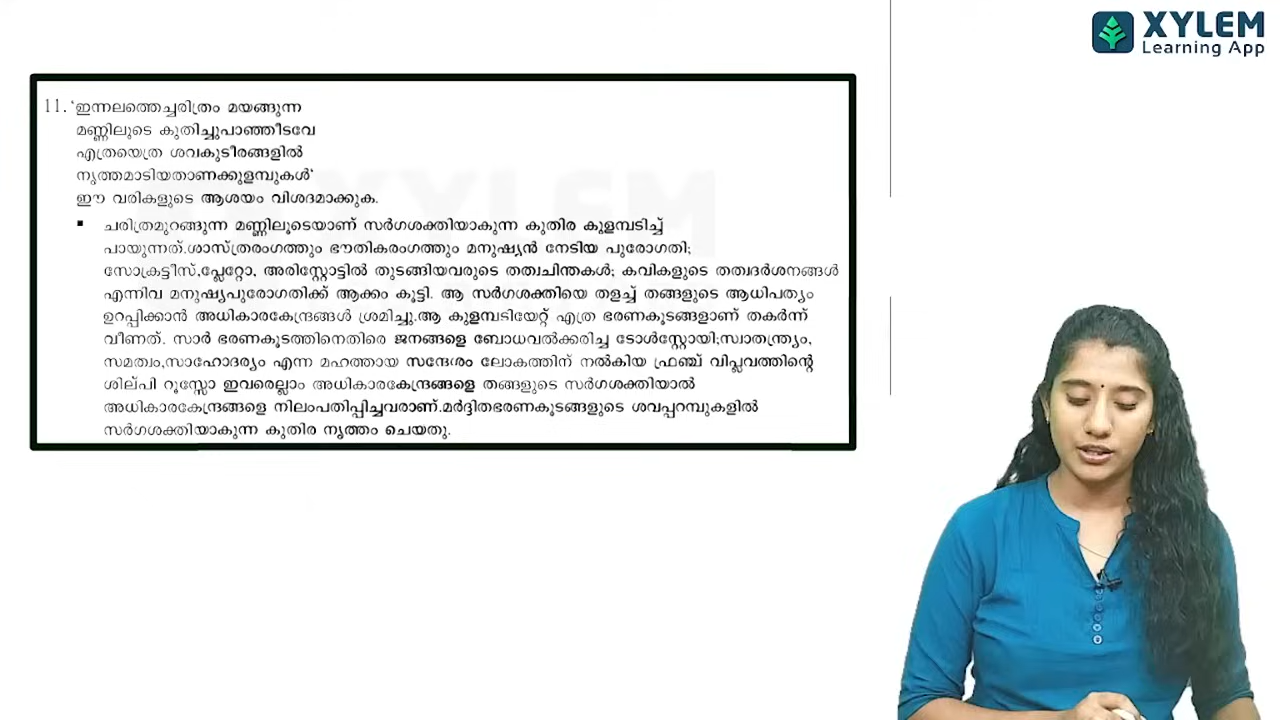 XYLEM
Learning App
11. 'ഇന്നലത്തെച്ചരിത്രം മയങ്ങുന്ന
മണ്ണിലൂടെ കുതിച്ചുപാഞ്ഞീടവേ
എത്രയെത്ര ശവകുടീരങ്ങളിൽ
നൃത്തമാടിയതാണക്കുളമ്പുകൾ'
ഈ വരികളുടെ ആശയം വിശദമാക്കുക.
▪ ചരിത്രമുറങ്ങുന്ന മണ്ണിലൂടെയാണ് സർഗശക്തിയാകുന്ന കുതിര കുളമ്പടിച്ച്
പായുന്നത്.ശാസ്ത്രരംഗത്തും ഭൗതികരംഗത്തും മനുഷ്യൻ നേടിയ പുരോഗതി;
സോക്രട്ടീസ്,പ്ലേറ്റോ, അരിസ്റ്റോട്ടിൽ തുടങ്ങിയവരുടെ തത്വചിന്തകൾ; കവികളുടെ തത്വദർശനങ്ങൾ
എന്നിവ മനുഷ്യപുരോഗതിക്ക് ആക്കം കൂട്ടി. ആ സർഗശക്തിയെ തളച്ച് തങ്ങളുടെ ആധിപത്യം
ഉറപ്പിക്കാൻ അധികാരകേന്ദ്രങ്ങൾ ശ്രമിച്ചു.ആ കുളമ്പടിയേറ്റ് എത്ര ഭരണകൂടങ്ങളാണ് തകർന്ന്
വീണത്. സാർ ഭരണകൂടത്തിനെതിരെ ജനങ്ങളെ ബോധവൽക്കരിച്ച ടോൾസ്റ്റോയി;സ്വാതന്ത്ര്യം,
സമത്വം,സാഹോദര്യം എന്ന മഹത്തായ സന്ദേശം ലോകത്തിന് നൽകിയ ഫ്രഞ്ച് വിപ്ലവത്തിന്റെ
ശില്പി റൂസ്സോ ഇവരെല്ലാം അധികാരകേന്ദ്രങ്ങളെ തങ്ങളുടെ സർഗശക്തിയാൽ
അധികാരകേന്ദ്രങ്ങളെ നിലംപതിപ്പിച്ചവരാണ്.മർദ്ദിതഭരണകൂടങ്ങളുടെ ശവപ്പറമ്പുകളിൽ
സർഗശക്തിയാകുന്ന കുതിര നൃത്തം ചെയതു.